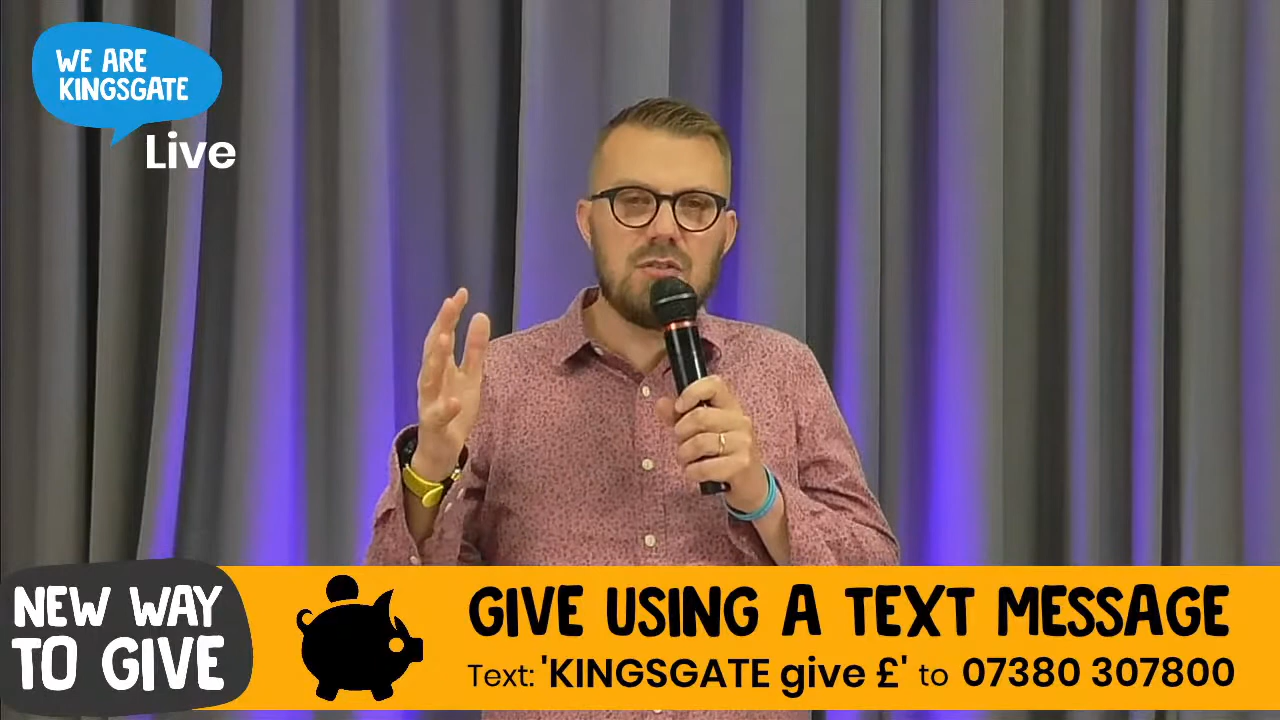 WE ARE
KINGSGATE
Live
NEW WAY
TO GIVE
GIVE USING A TEXT MESSAGE
Text: 'KINGSGATE give £' to 07380 307800